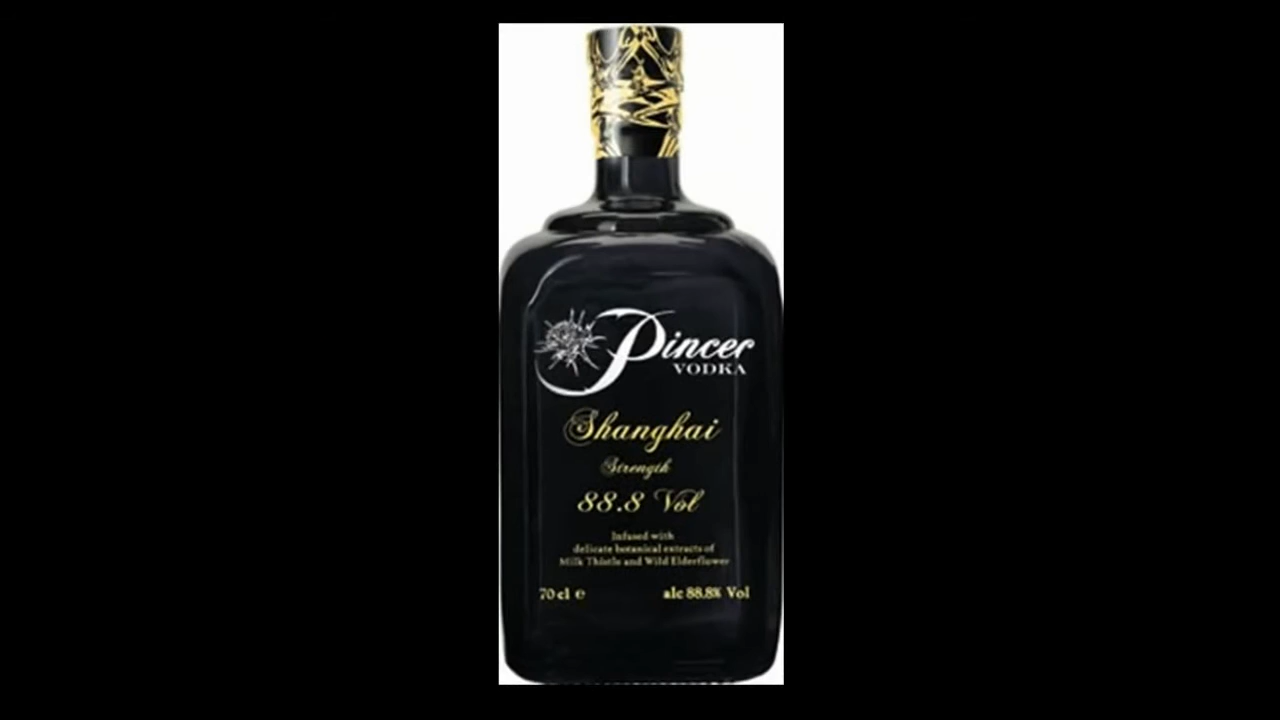 Pincer
VODKA
Shanghai
Strength
88.8 Vol
Infused with
delicate botanical extracts of
Milk Thistle and Wild Elderflower
70 cl e alc 88.8% Vol